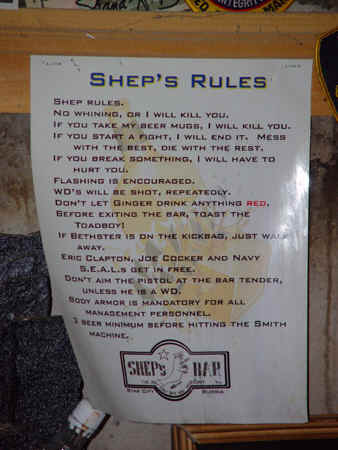 INTEGRITY
SHEP'S RULES
SHEP RULES.
NO WHINING, OR I WILL KILL YOU.
IF YOU TAKE MY BEER MUGS, I WILL KILL YOU.
IF YOU START A FIGHT, I WILL END IT. MESS
WITH THE BEST, DIE WITH THE REST.
IF YOU BREAK SOMETHING, I WILL HAVE TO
HURT YOU.
FLASHING IS ENCOURAGED.
WD'S WILL BE SHOT, REPEATEDLY.
DON'T LET GINGER DRINK ANYTHING RED.
BEFORE EXITING THE BAR, TOAST THE
TOADBOY!
IF BETHSTER IS ON THE KICKBAG, JUST WALK
AWAY.
ERIC CLAPTON, JOE COCKER AND NAVY
S.E.A.L.S GET IN FREE.
DON'T AIM THE PISTOL AT THE BAR TENDER,
UNLESS HE IS A WD.
BODY ARMOR IS MANDATORY FOR ALL
MANAGEMENT PERSONNEL.
3 BEER MINIMUM BEFORE HITTING THE SMITH
MACHINE.
SHEP'S BAR
STAR CITY RUSSIA